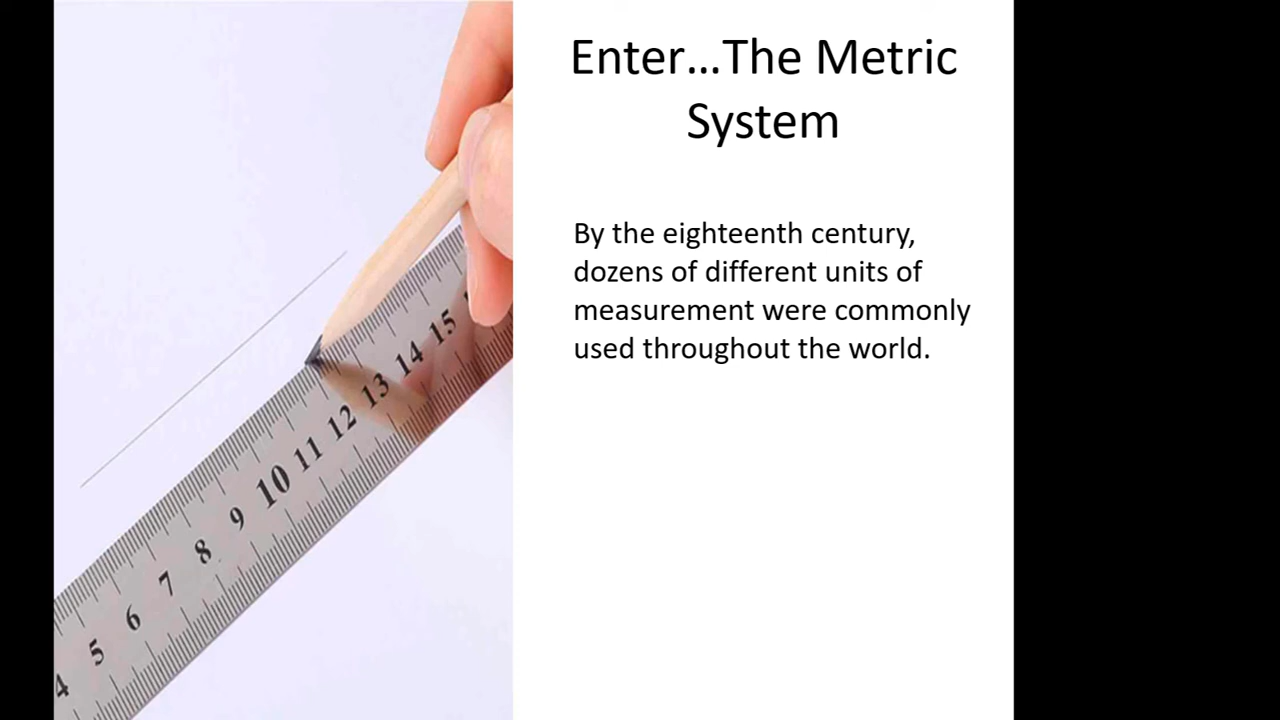 Enter...The Metric
System
By the eighteenth century,
dozens of different units of
measurement were commonly
used throughout the world.
4 5 6 7 8 9 10 11 12 13 14 15